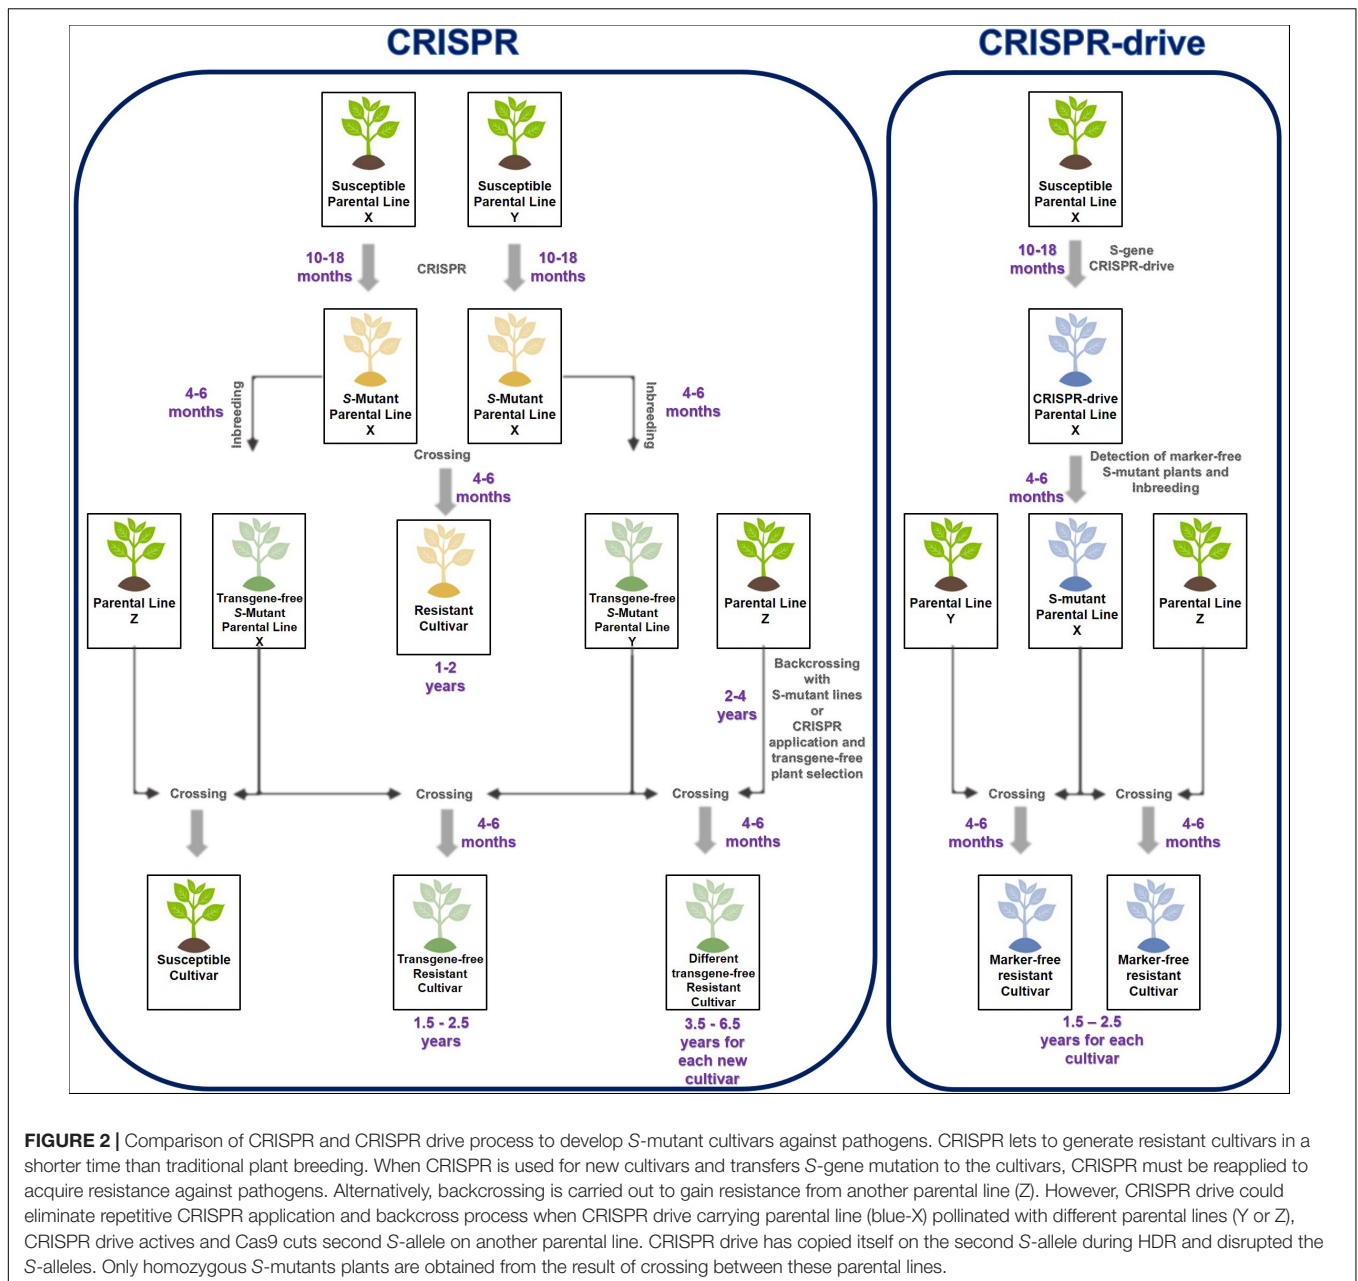 CRISPR
CRISPR-drive
Susceptible
Parental Line
X
Susceptible
Parental Line
Y
10-18
months
CRISPR
10-18
months
S-Mutant
Parental Line
X
S-Mutant
Parental Line
X
4-6
months
Inbreeding
Inbreeding
4-6
months
Crossing
4-6
months
Parental Line
Z
Transgene-free
S-Mutant
Parental Line
X
Resistant
Cultivar
1-2
years
Transgene-free
S-Mutant
Parental Line
Y
Parental Line
Z
2-4
years
Backcrossing
with
S-mutant lines
or
CRISPR
application and
transgene-free
plant selection
Crossing
Crossing
Crossing
4-6
months
4-6
months
Susceptible
Cultivar
Transgene-free
Resistant
Cultivar
1.5 - 2.5
years
Different
transgene-free
Resistant
Cultivar
3.5 - 6.5
years for
each new
cultivar
Susceptible
Parental Line
X
10-18
months
S-gene
CRISPR-drive
CRISPR-drive
Parental Line
X
4-6
months
Detection of marker-free
S-mutant plants and
Inbreeding
Parental Line
Y
S-mutant
Parental Line
X
Parental Line
Z
Crossing
Crossing
4-6
months
4-6
months
Marker-free
resistant
Cultivar
Marker-free
resistant
Cultivar
1.5 – 2.5
years for each
cultivar
FIGURE 2 | Comparison of CRISPR and CRISPR drive process to develop S-mutant cultivars against pathogens. CRISPR lets to generate resistant cultivars in a
shorter time than traditional plant breeding. When CRISPR is used for new cultivars and transfers S-gene mutation to the cultivars, CRISPR must be reapplied to
acquire resistance against pathogens. Alternatively, backcrossing is carried out to gain resistance from another parental line (Z). However, CRISPR drive could
eliminate repetitive CRISPR application and backcross process when CRISPR drive carrying parental line (blue-X) pollinated with different parental lines (Y or Z),
CRISPR drive actives and Cas9 cuts second S-allele on another parental line. CRISPR drive has copied itself on the second S-allele during HDR and disrupted the
S-alleles. Only homozygous S-mutants plants are obtained from the result of crossing between these parental lines.